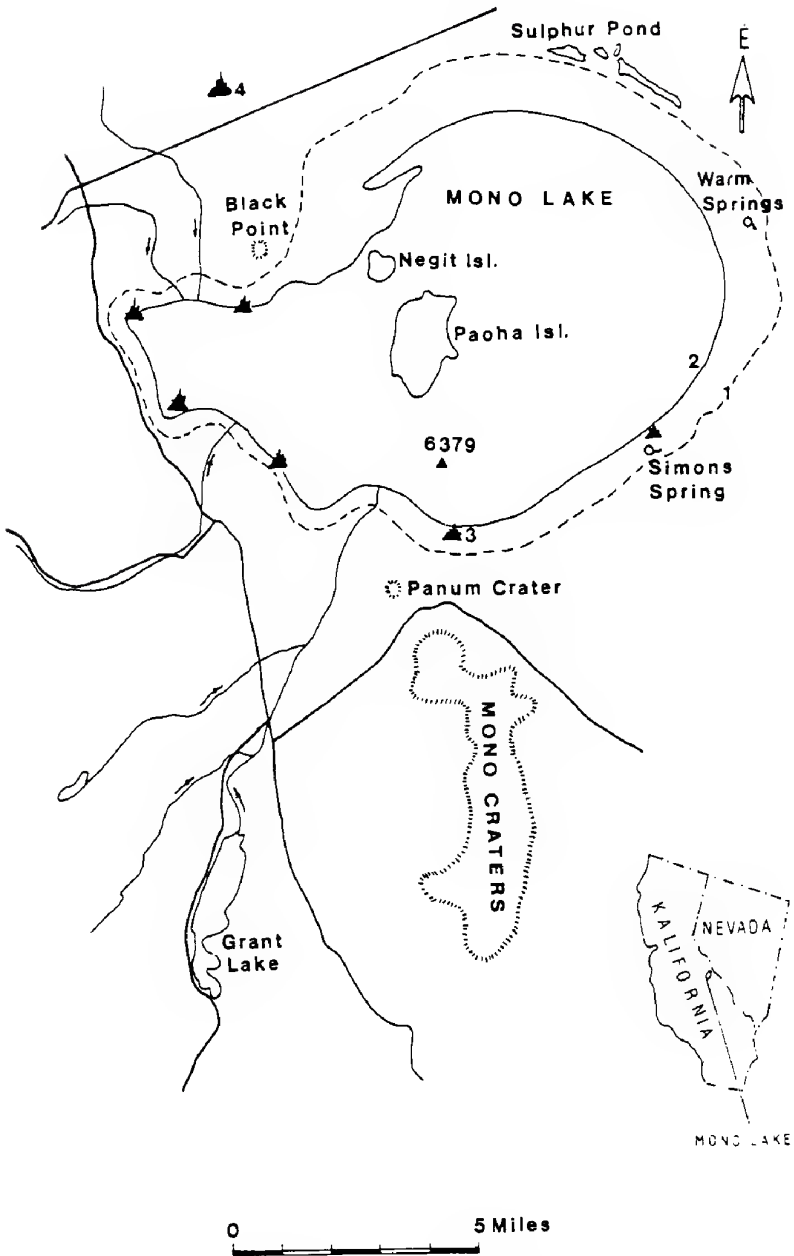 Sulphur Pond
E
4
Warm
Springs
Black
Point
MONO LAKE
Negit Isl.
Paoha Isl.
2
1
6379
Simons
Spring
3
Panum Crater
MONO CRATERS
Grant
Lake
KALIFORNIA
NEVADA
MONO LAKE
0
5 Miles